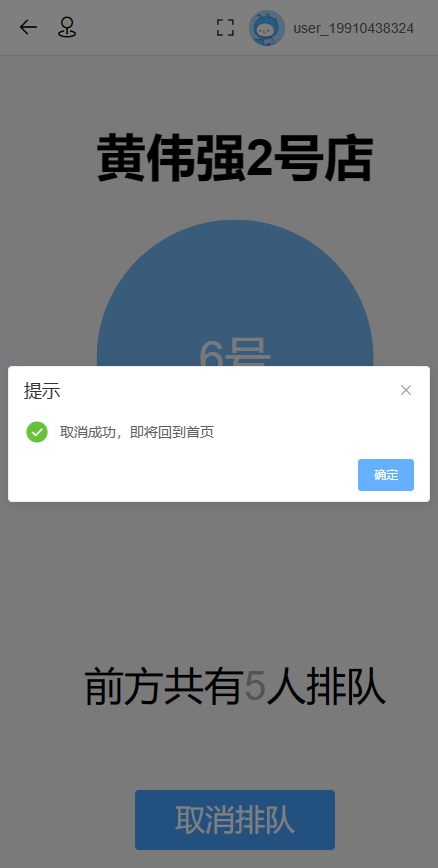 user_19910438324
黄伟强2号店
6号
提示
取消成功，即将回到首页
确定
前方共有5人排队
取消排队